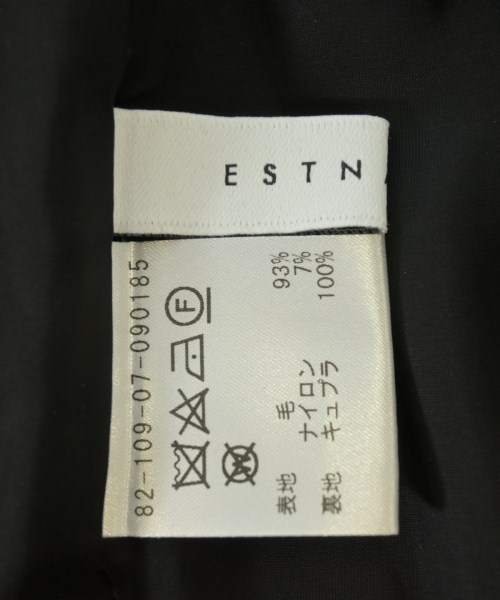 ESTN
82-109-07-090185
F
W
表地 毛 93%
ナイロン 7%
裏地 キュプラ 100%